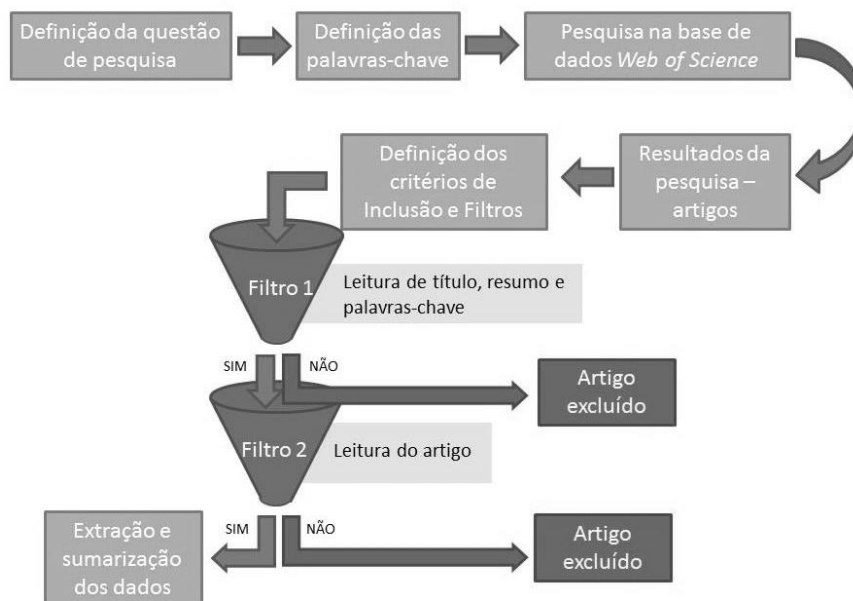 Definição da questão
de pesquisa
Definição das
palavras-chave
Pesquisa na base de
dados Web of Science
Resultados da
pesquisa –
artigos
Definição dos
critérios de
Inclusão e Filtros
Filtro 1
Leitura de título, resumo e
palavras-chave
SIM
NÃO
Artigo
excluído
Filtro 2
Leitura do artigo
SIM
NÃO
Artigo
excluído
Extração e
sumarização
dos dados